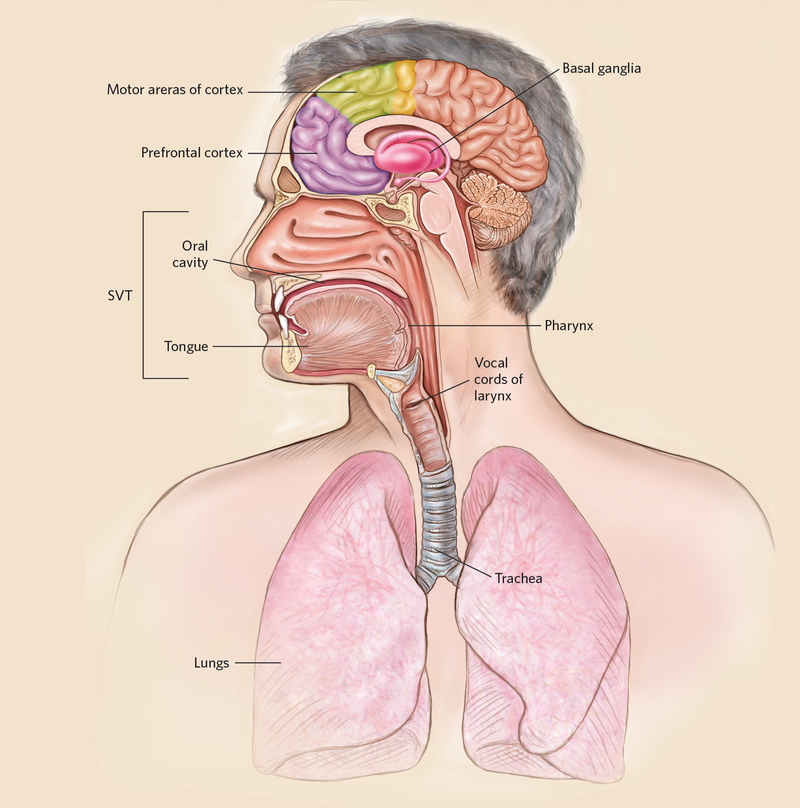 Basal ganglia
Motor areras of cortex
Prefrontal cortex
Oral
cavity
SVT
Pharynx
Tongue
Vocal
cords of
larynx
Trachea
Lungs